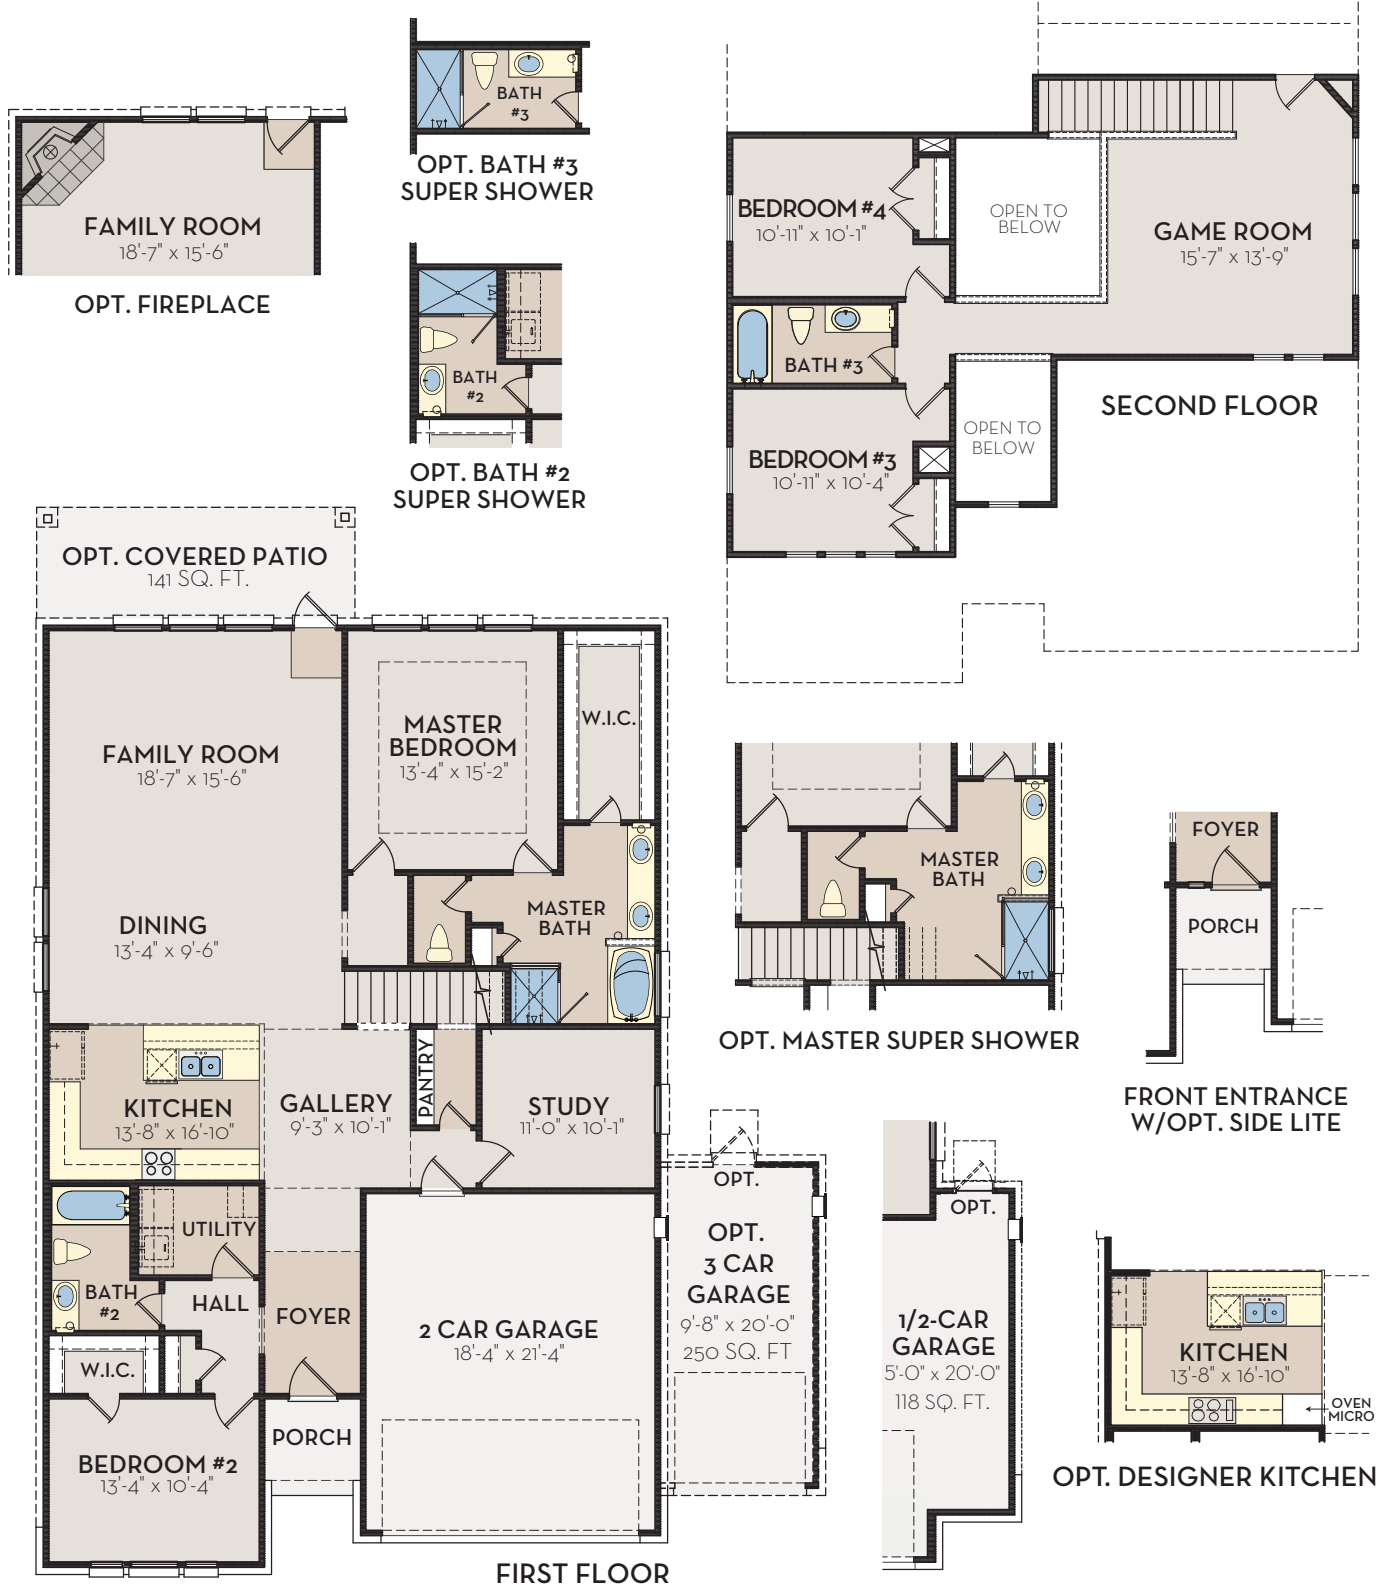 BATH
#3
OPT. BATH #3
SUPER SHOWER
FAMILY ROOM
18'-7" x 15'-6"
OPT. FIREPLACE
BATH
#2
OPT. BATH #2
SUPER SHOWER
BEDROOM #4
10'-11" x 10'-1"
OPEN TO
BELOW
GAME ROOM
15'-7" x 13'-9"
BATH #3
BEDROOM #3
10'-11" x 10'-4"
OPEN TO
BELOW
SECOND FLOOR
OPT. COVERED PATIO
141 SQ. FT.
FAMILY ROOM
18'-7" x 15'-6"
MASTER
BEDROOM
13'-4" x 15'-2"
W.I.C.
DINING
13'-4" x 9'-6"
MASTER
BATH
KITCHEN
13'-8" x 16'-10"
GALLERY
9'-3" x 10'-1"
PANTRY
STUDY
11'-0" x 10'-1"
UTILITY
BATH
#2
HALL
FOYER
W.I.C.
BEDROOM #2
13'-4" x 10'-4"
PORCH
2 CAR GARAGE
18'-4" x 21'-4"
OPT.
OPT.
3 CAR
GARAGE
9'-8" x 20'-0"
250 SQ. FT
FIRST FLOOR
MASTER
BATH
OPT. MASTER SUPER SHOWER
FOYER
PORCH
FRONT ENTRANCE
W/OPT. SIDE LITE
OPT.
1/2-CAR
GARAGE
5'-0" x 20'-0"
118 SQ. FT.
KITCHEN
13'-8" x 16'-10"
OVEN
MICRO
OPT. DESIGNER KITCHEN